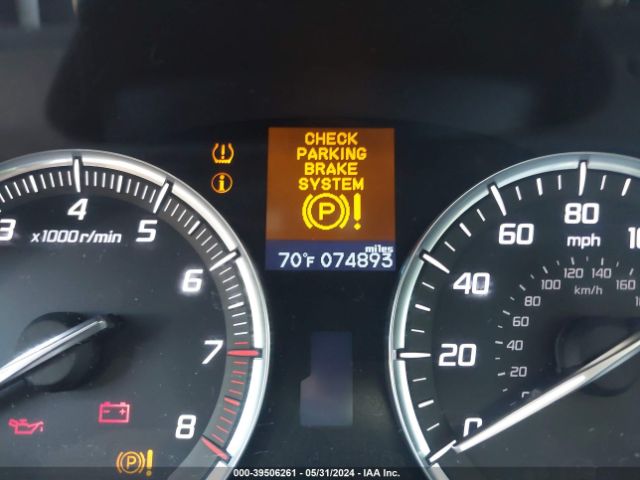 CHECK
PARKING
BRAKE
SYSTEM
(P)!
miles
70°F 074893
3 4 5 6 7 8
x1000r/min
(P)!
0 20 40 60 80
mph
20 40 60 80 100 120 140 160
km/h
000-39506261 - 05/31/2024 - IAA Inc.